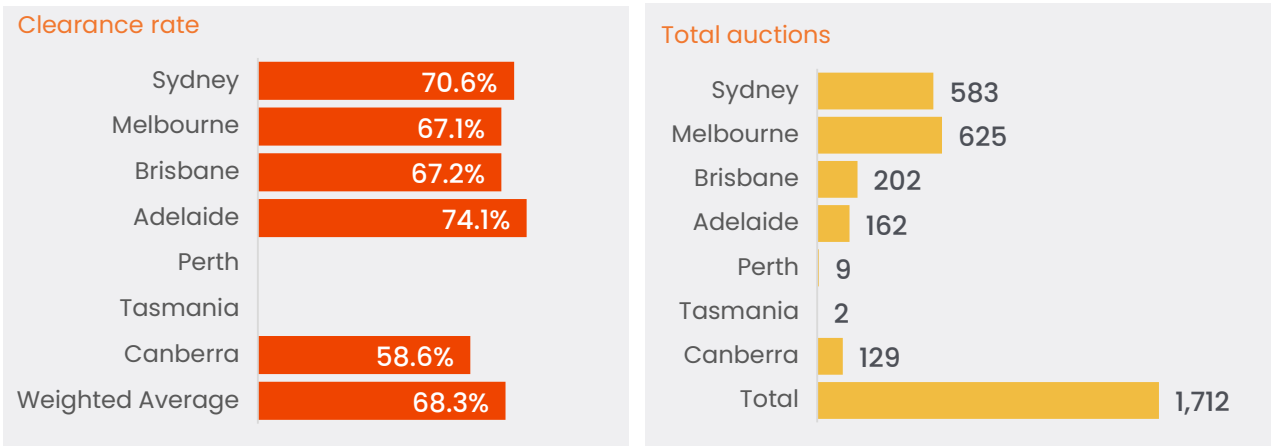 Clearance rate
Sydney 70.6%
Melbourne 67.1%
Brisbane 67.2%
Adelaide 74.1%
Perth
Tasmania
Canberra 58.6%
Weighted Average 68.3%
Total auctions
Sydney 583
Melbourne 625
Brisbane 202
Adelaide 162
Perth 9
Tasmania 2
Canberra 129
Total 1,712